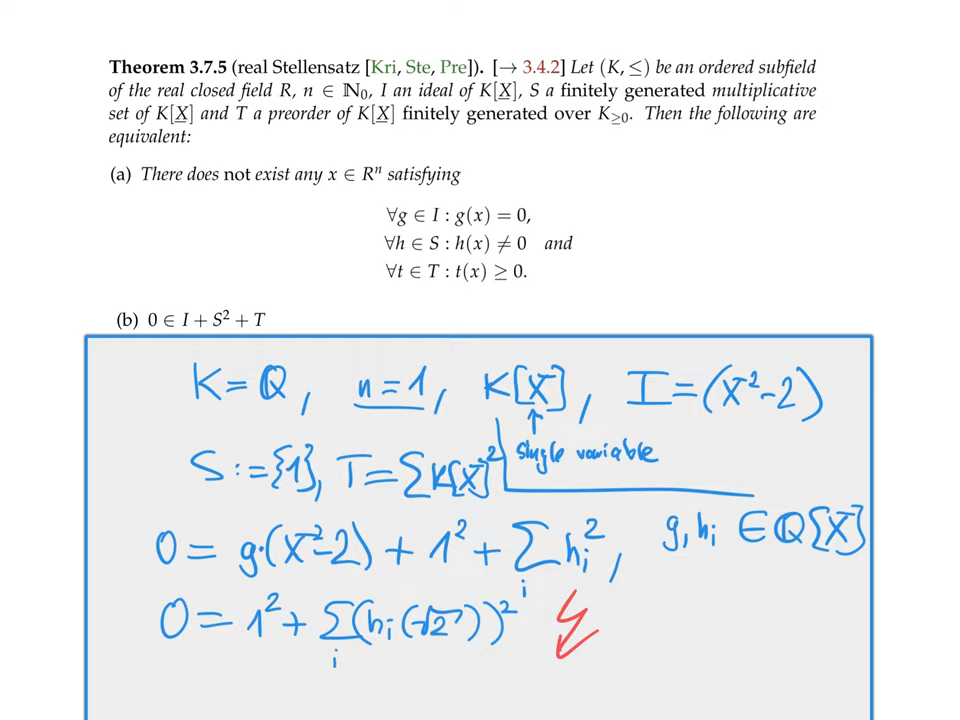 Theorem 3.7.5 (real Stellensatz [Kri, Ste, Pre]). [→ 3.4.2] Let (K, ≤) be an ordered subfield
of the real closed field R, n ∈ ℕ₀, I an ideal of K[X], S a finitely generated multiplicative
set of K[X] and T a preorder of K[X] finitely generated over K≥0. Then the following are
equivalent:
(a) There does not exist any x ∈ Rⁿ satisfying
∀g ∈ I : g(x) = 0,
∀h ∈ S : h(x) ≠ 0 and
∀t ∈ T : t(x) ≥ 0.
(b) 0 ∈ I + S² + T
K = ℚ, n = 1, K[X], I = (X² - 2)
↑
single variable
S := {1}, T = ΣK[X]²
0 = g·(X² - 2) + 1² + Σᵢ hᵢ², g, hᵢ ∈ ℚ[X]
0 = 1² + Σᵢ (hᵢ(√2))²